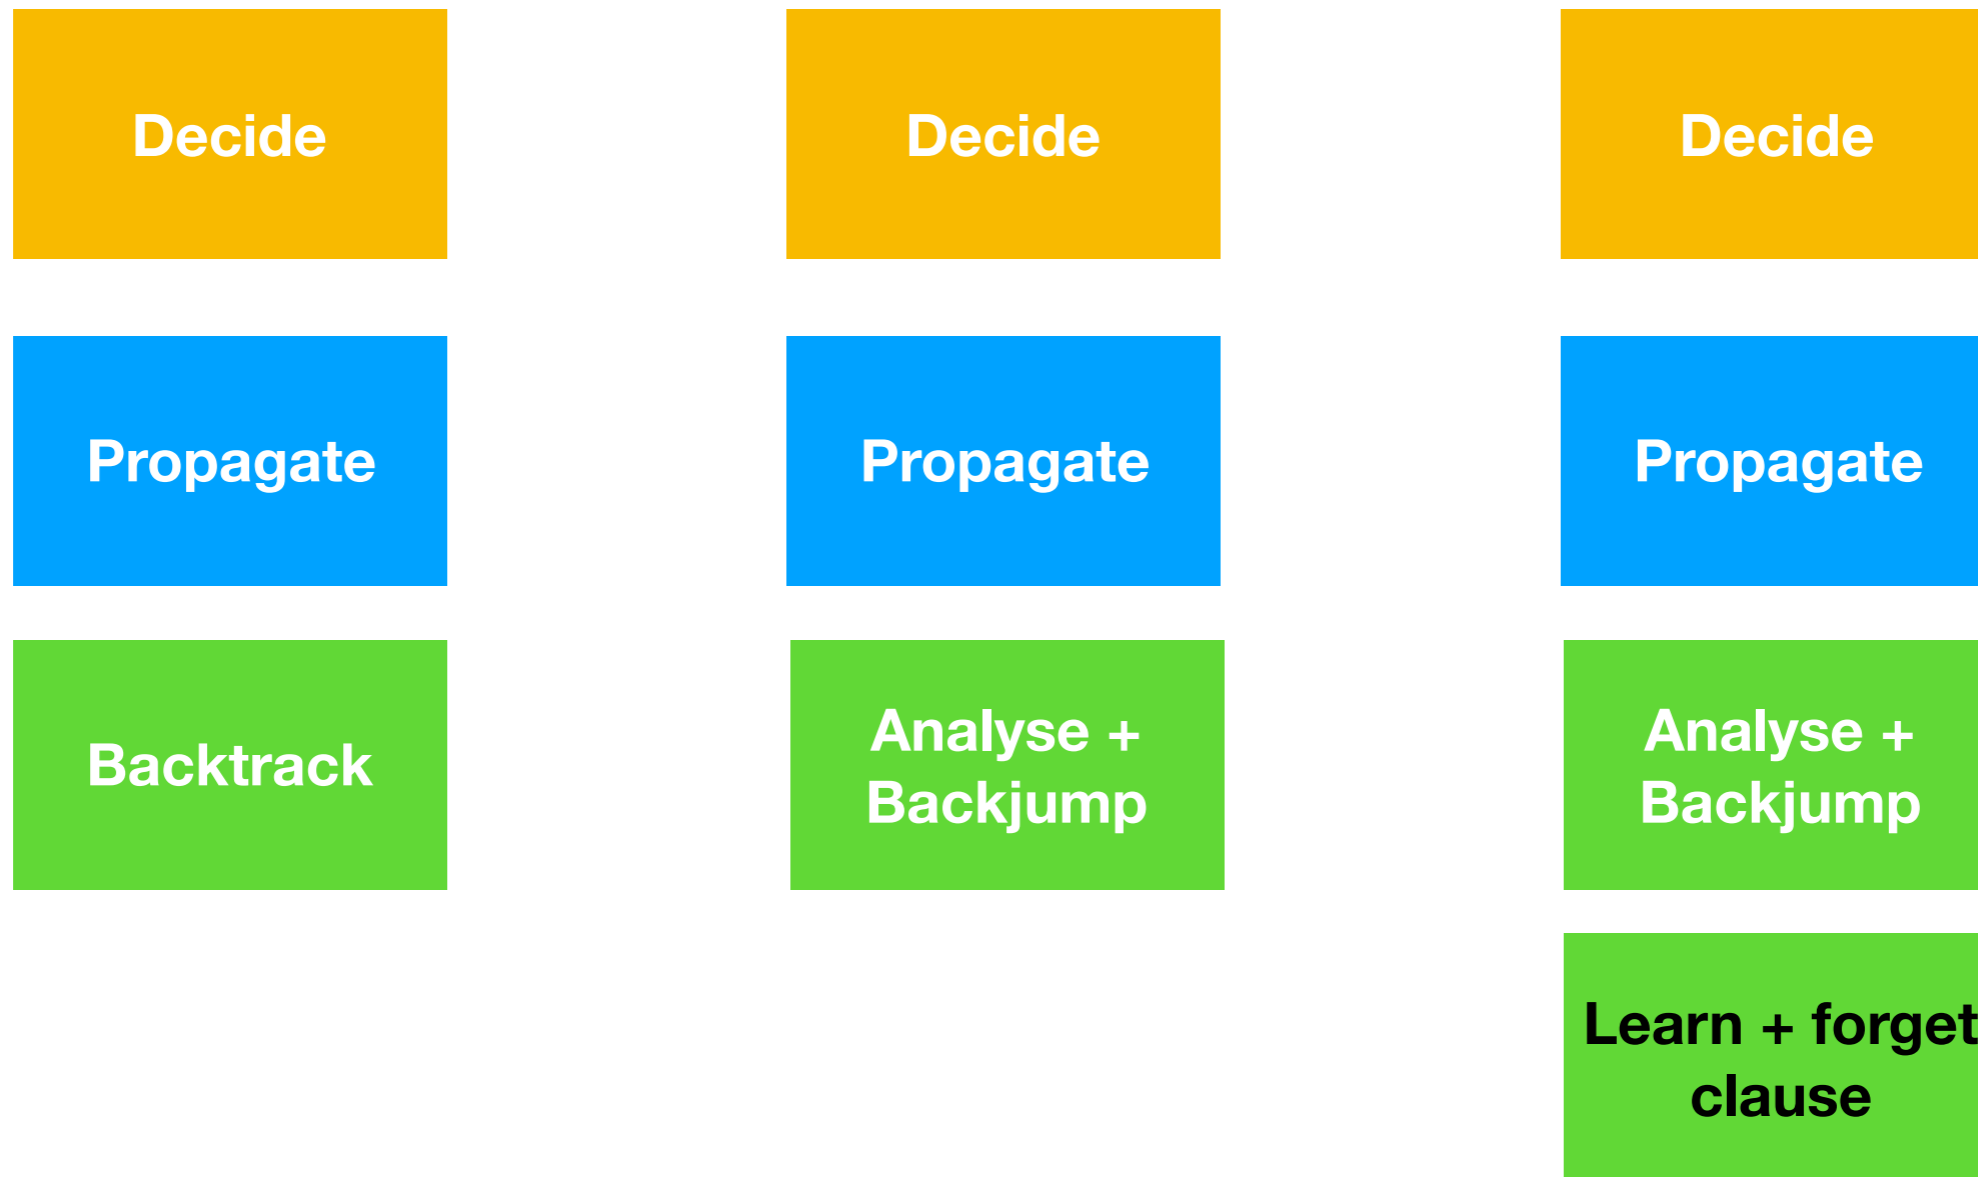 Decide
Decide
Decide
Propagate
Propagate
Propagate
Backtrack
Analyse +
Backjump
Analyse +
Backjump
Learn + forget
clause